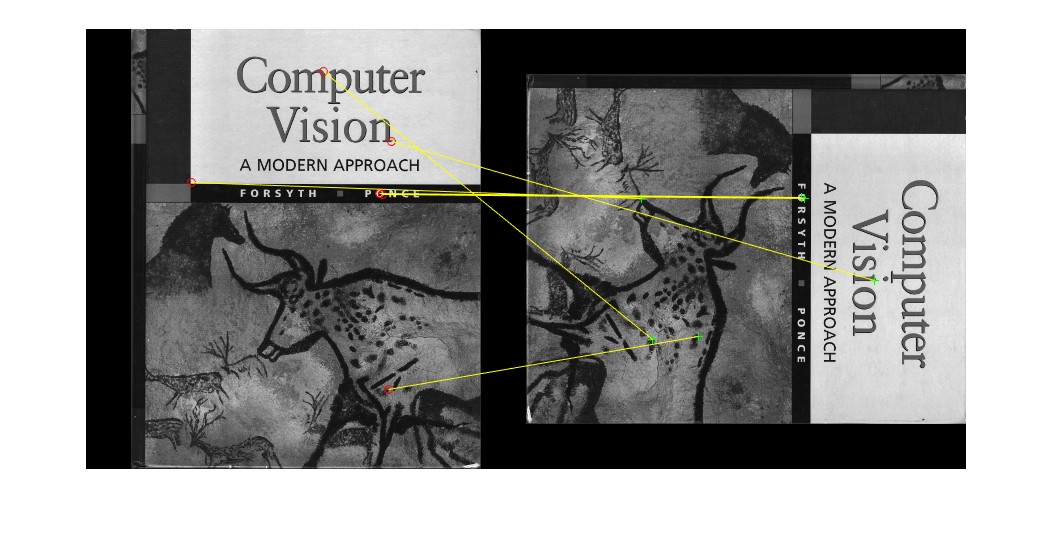 Computer
Vision
A MODERN APPROACH
FORSYTH PONCE
Computer
Vision
A MODERN APPROACH
FORSYTH PONCE